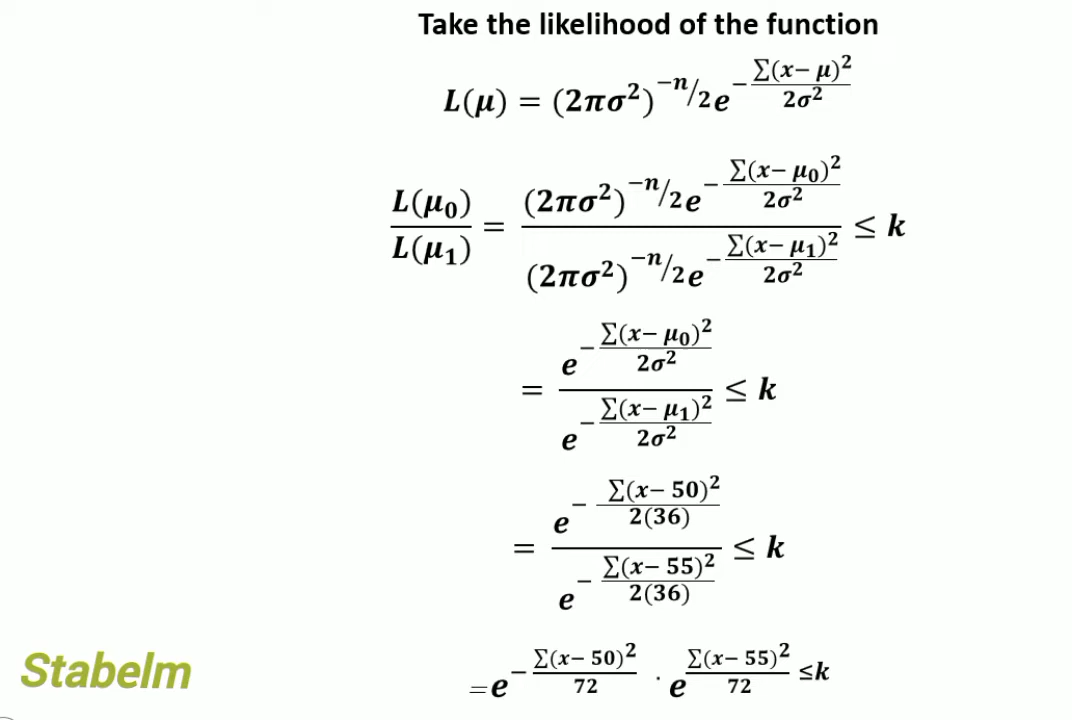 Take the likelihood of the function
L(μ) = (2πσ²)^(−n/2) e^(−∑(x− μ)²/2σ²)
L(μ₀)/L(μ₁) = (2πσ²)^(−n/2) e^(−∑(x− μ₀)²/2σ²) / (2πσ²)^(−n/2) e^(−∑(x− μ₁)²/2σ²) ≤ k
= e^(−∑(x− μ₀)²/2σ²) / e^(−∑(x− μ₁)²/2σ²) ≤ k
= e^(−∑(x− 50)²/2(36)) / e^(−∑(x− 55)²/2(36)) ≤ k
= e^(−∑(x− 50)²/72) · e^(∑(x− 55)²/72) ≤k
Stabelm